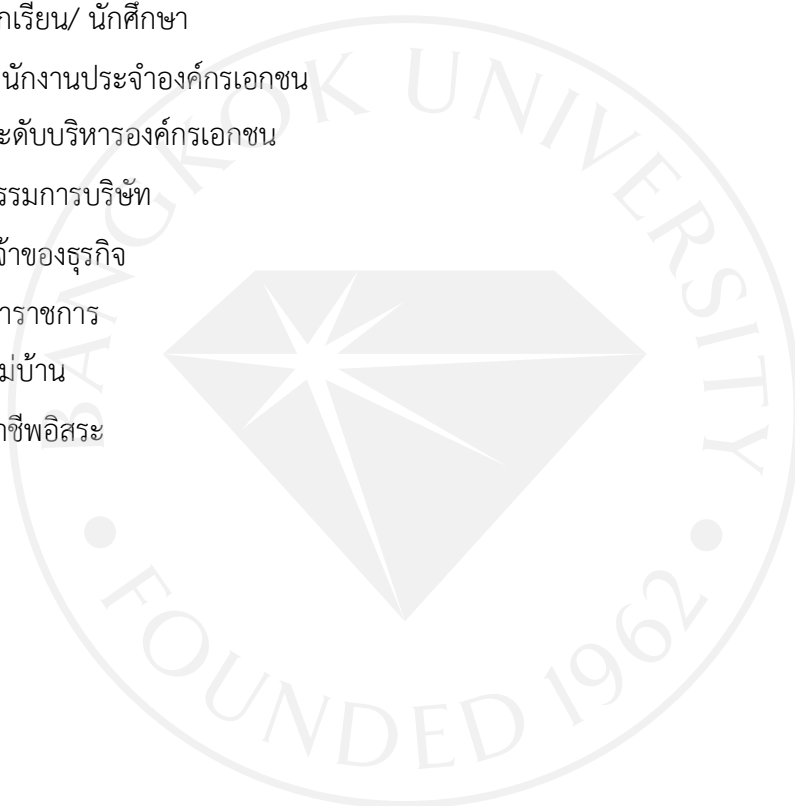 กเรียน/ นักศึกษา
นักงานประจำองค์กรเอกชน
ะดับบริหารองค์กรเอกชน
รรมการบริษัท
จ้าของธุรกิจ
าราชการ
ม่บ้าน
าชีพอิสระ
BANGKOK UNIVERSITY
• FOUNDED 1962 •